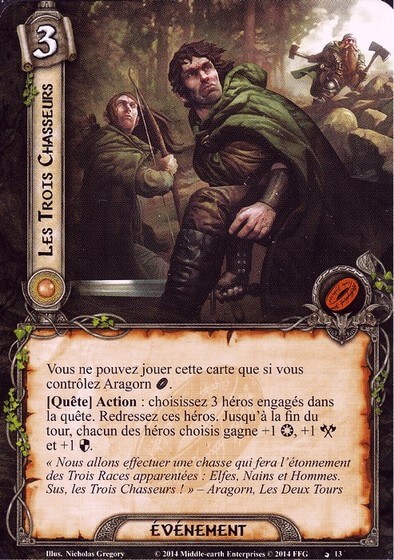 3
LES TROIS CHASSEURS
Vous ne pouvez jouer cette carte que si vous
contrôlez Aragorn.
[Quête] Action : choisissez 3 héros engagés dans
la quête. Redressez ces héros. Jusqu'à la fin du
tour, chacun des héros choisis gagne +1, +1
et +1.
« Nous allons effectuer une chasse qui fera l'étonnement
des Trois Races apparentées : Elfes, Nains et Hommes.
Sus, les Trois Chasseurs ! » – Aragorn, Les Deux Tours
ÉVÉNEMENT
Illus. Nicholas Gregory © 2014 Middle-earth Enterprises © 2014 FFG 13